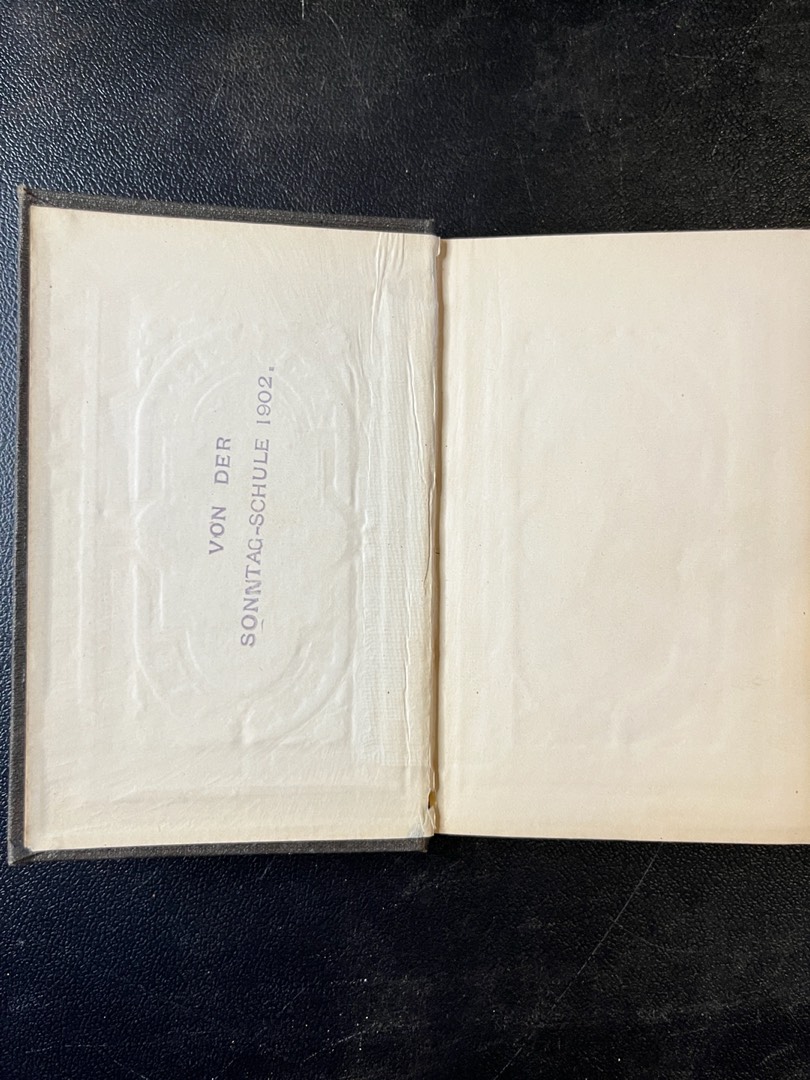 VON DER
SONNTAG-SCHULE 1902.